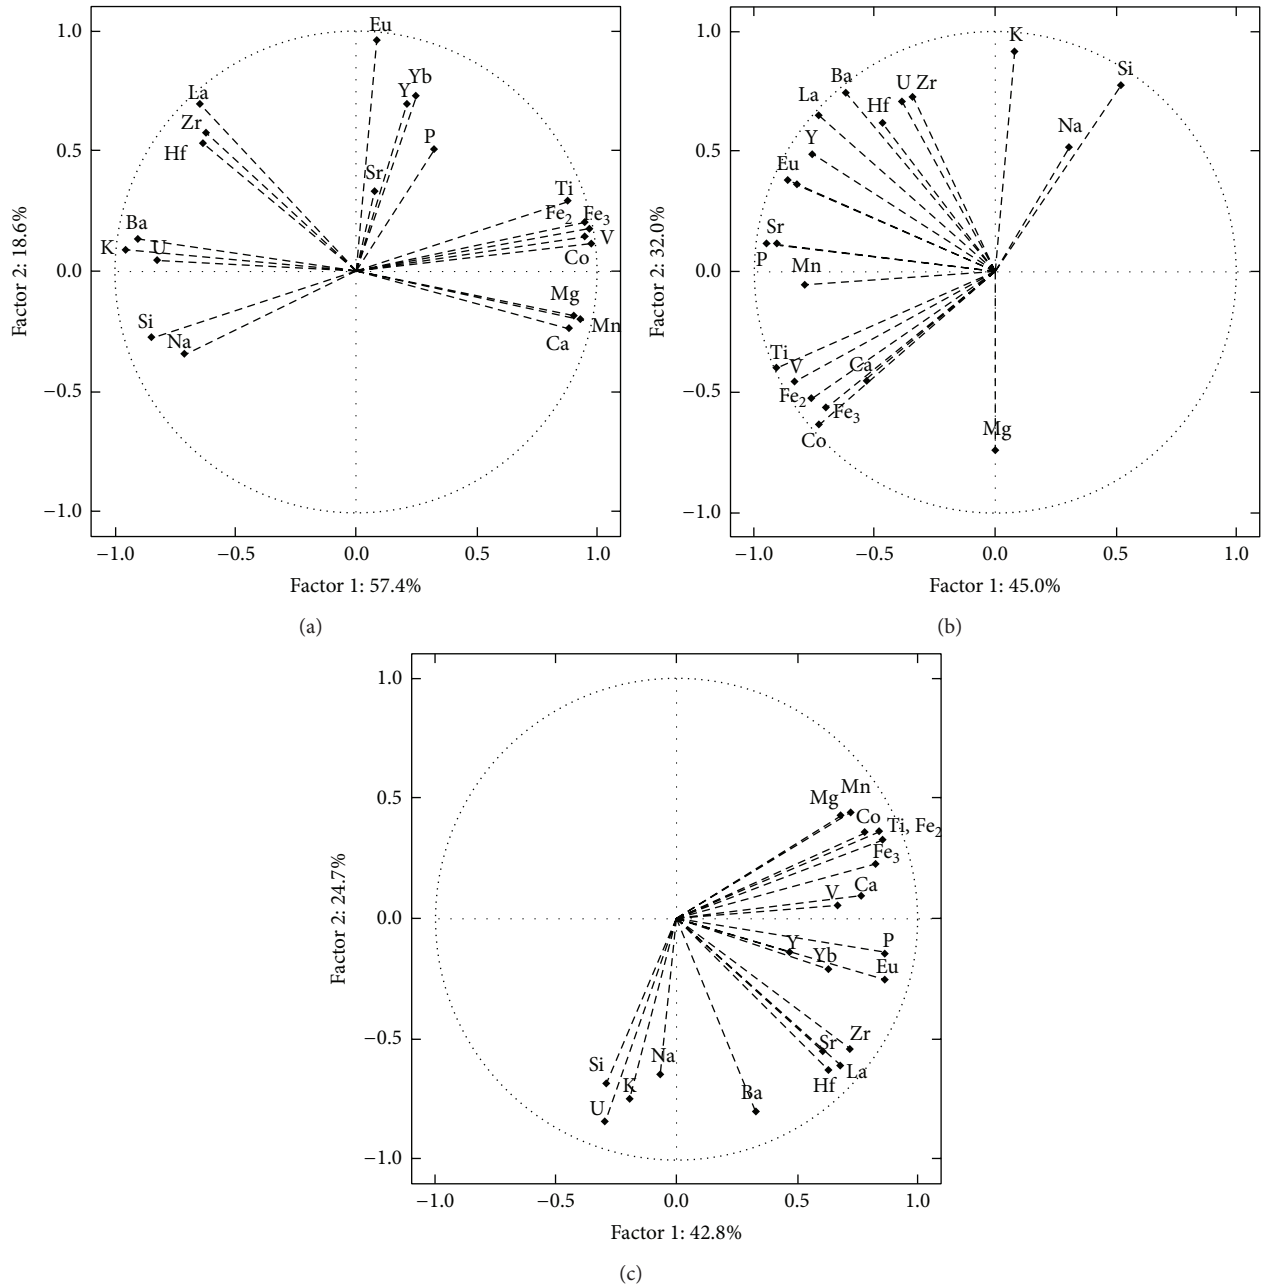 Eu
1.0
Yb
La
Y
Zr
P
Hf
0.5
Sr
Ti
Fe2
Fe3
Ba
K
U
V
Co
0.0
Mg
Si
Mn
Na
Ca
−0.5
−1.0
−1.0 −0.5 0.0 0.5 1.0
Factor 2: 18.6%
Factor 1: 57.4%
(a)
1.0
K
Si
Ba
U Zr
La
Hf
Na
Y
0.5
Eu
Sr
P
Mn
0.0
Ti
V
Ca
Fe2
Fe3
Co
Mg
−0.5
−1.0
−1.0 −0.5 0.0 0.5 1.0
Factor 2: 32.0%
Factor 1: 45.0%
(b)
1.0
0.5
Mg
Mn
Co
Ti, Fe2
Fe3
Ca
V
0.0
Y
P
Yb
Eu
−0.5
Zr
Sr
Na
Si
K
Hf
La
Ba
U
−1.0
−1.0 −0.5 0.0 0.5 1.0
Factor 2: 24.7%
Factor 1: 42.8%
(c)